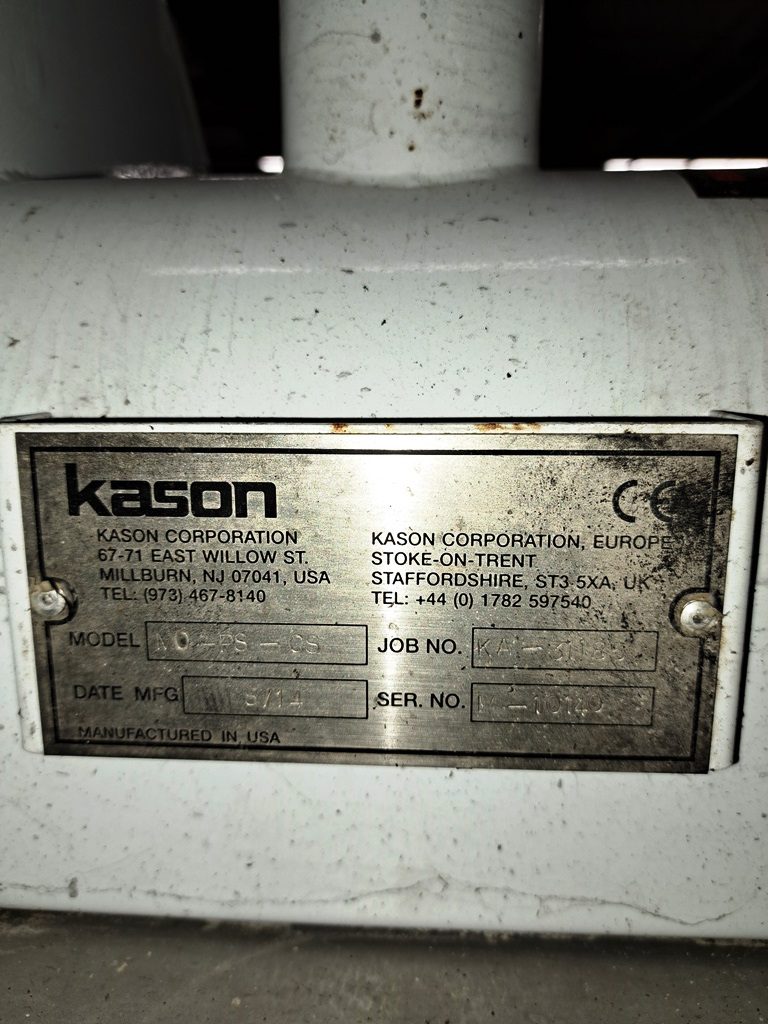 kason
CE
KASON CORPORATION
67-71 EAST WILLOW ST.
MILLBURN, NJ 07041, USA
TEL: (973) 467-8140
KASON CORPORATION, EUROPE
STOKE-ON-TRENT
STAFFORDSHIRE, ST3 5XA, UK
TEL: +44 (0) 1782 597540
MODEL
JOB NO.
DATE MFG 8/14
SER. NO.
MANUFACTURED IN USA